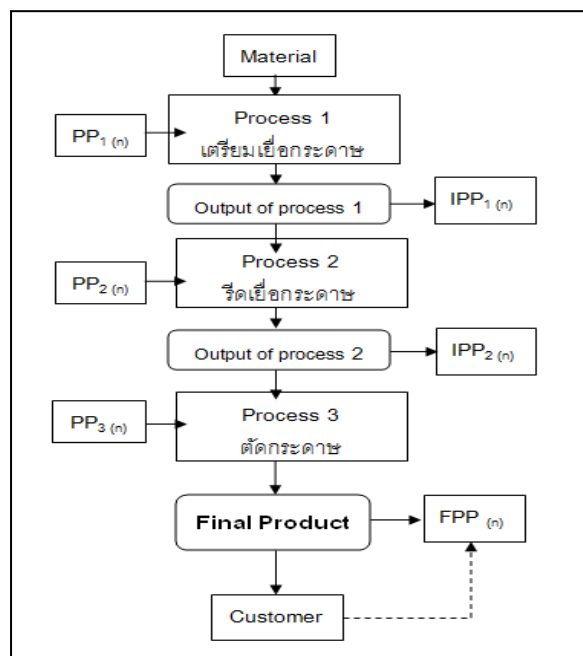 Material
Process 1
PP1 (n)
เตรียมเยื่อกระดาษ
Output of process 1
IPP1 (n)
Process 2
PP2 (n)
รีดเยื่อกระดาษ
Output of process 2
IPP2 (n)
Process 3
PP3 (n)
ตัดกระดาษ
Final Product
FPP (n)
Customer